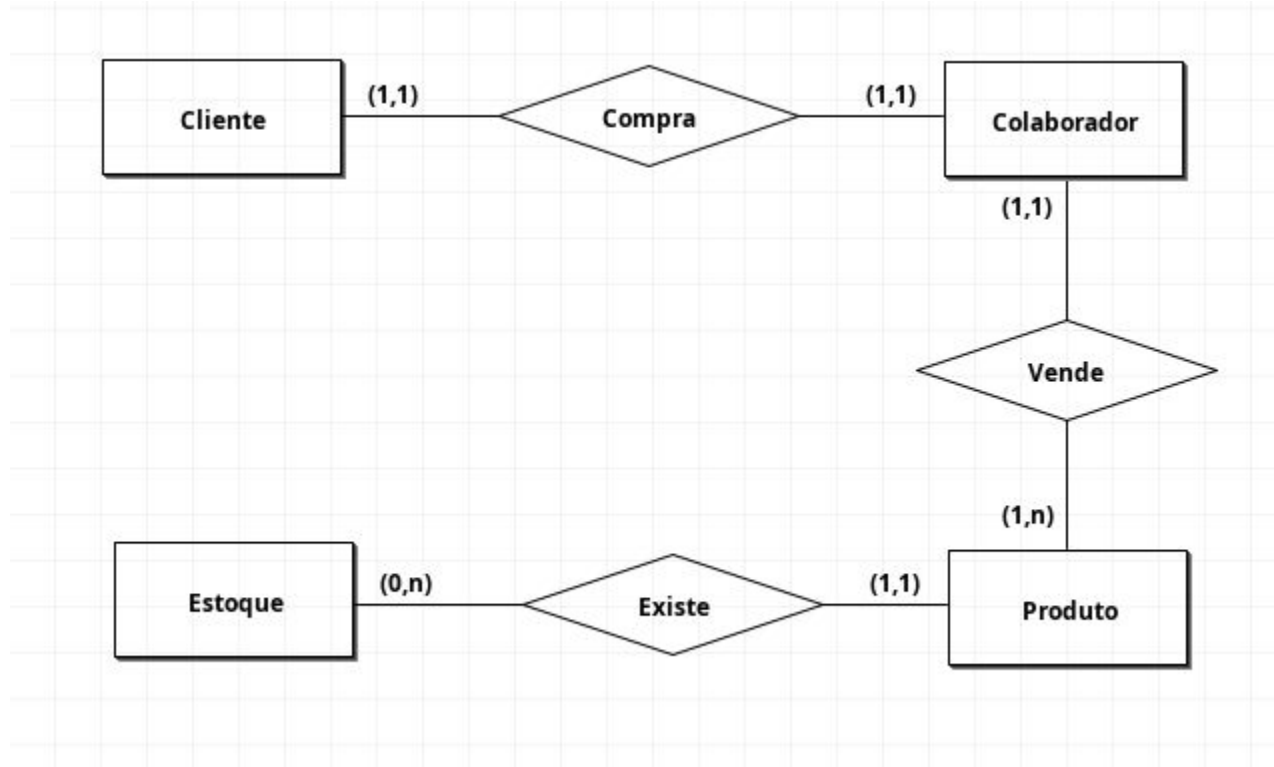 Cliente
(1,1)
Compra
(1,1)
Colaborador
(1,1)
Vende
(1,n)
Estoque
(0,n)
Existe
(1,1)
Produto